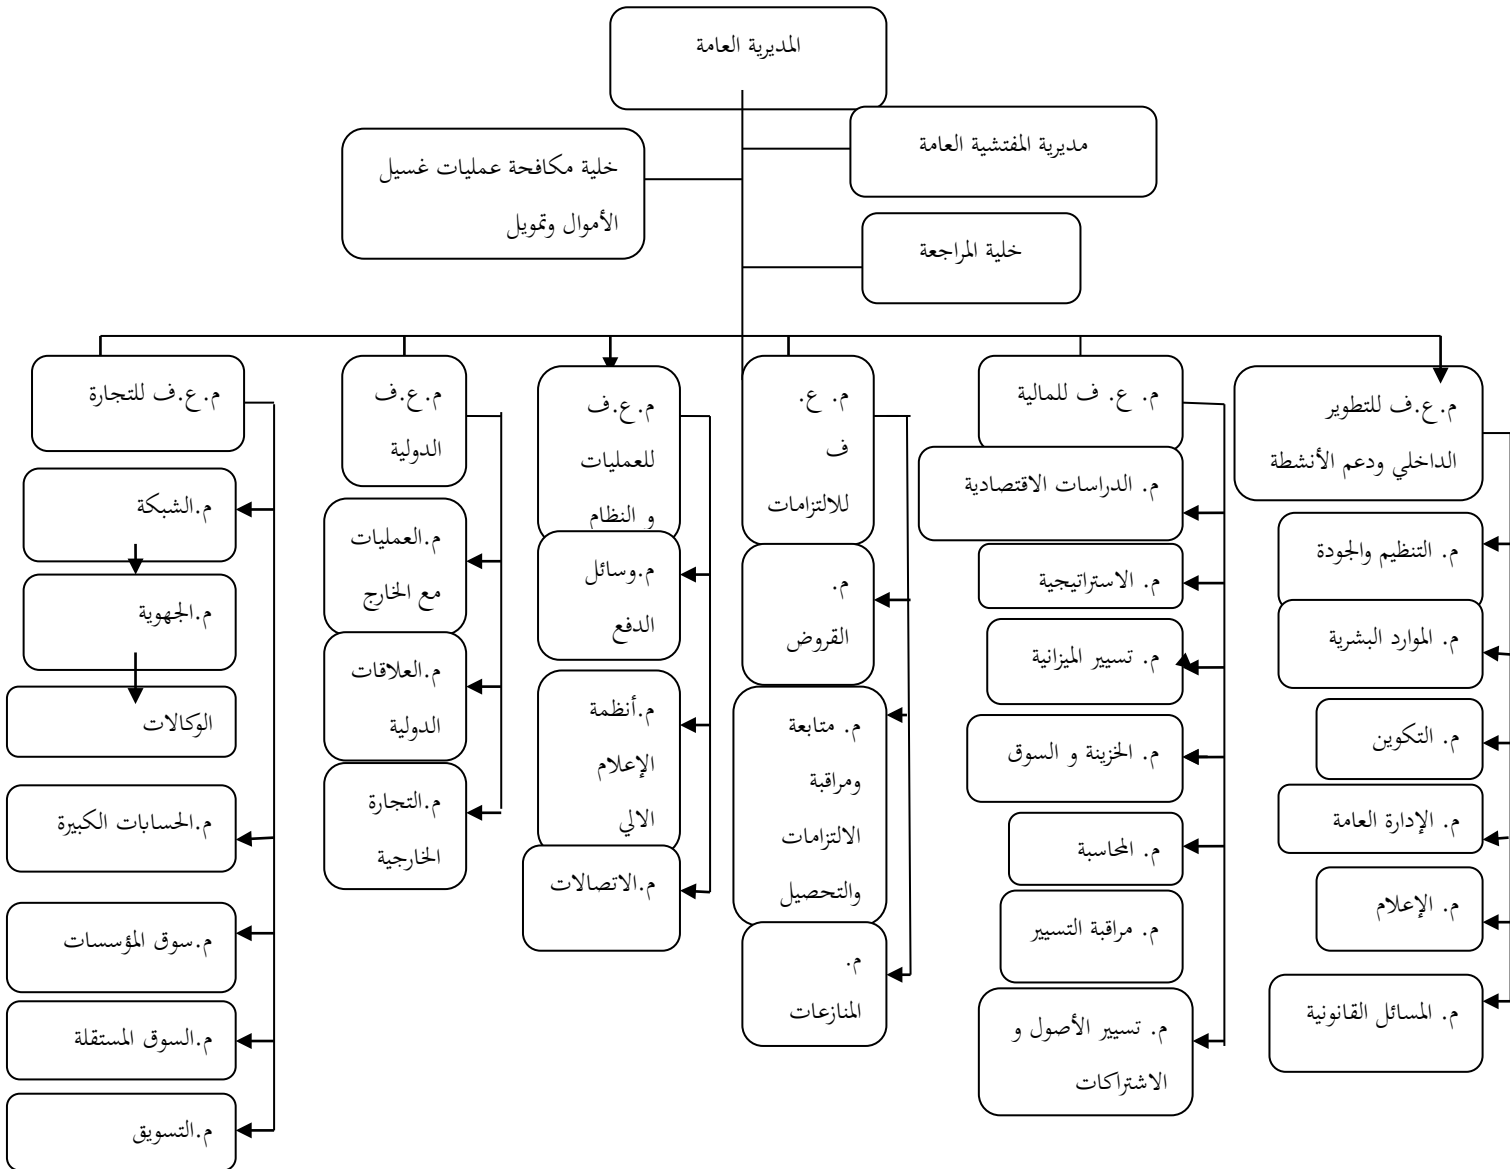 المديرية العامة
مديرية المفتشية العامة
خلية مكافحة عمليات غسيل
الأموال وتمويل
خلية المراجعة
م.ع.ف للتطوير
الداخلي ودعم الأنشطة
م. التنظيم والجودة
م. الموارد البشرية
م. التكوين
م. الإدارة العامة
م. الإعلام
م. المسائل القانونية
م. ع. ف للمالية
م. الدراسات الاقتصادية
م. الاستراتيجية
م. تسيير الميزانية
م. الخزينة و السوق
م. المحاسبة
م. مراقبة التسيير
م. تسيير الأصول و
الاشتراكات
م. ع.
ف
للالتزامات
م.
القروض
م. متابعة
ومراقبة
الالتزامات
والتحصيل
م.
المنازعات
م.ع.ف
للعمليات
و النظام
م.وسائل
الدفع
م.أنظمة
الإعلام
الالي
م.الاتصالات
م.ع.ف
الدولية
م.العمليات
مع الخارج
م.العلاقات
الدولية
م.التجارة
الخارجية
م.ع.ف للتجارة
م.الشبكة
م.الجهوية
الوكالات
م.الحسابات الكبيرة
م.سوق المؤسسات
م.السوق المستقلة
م.التسويق